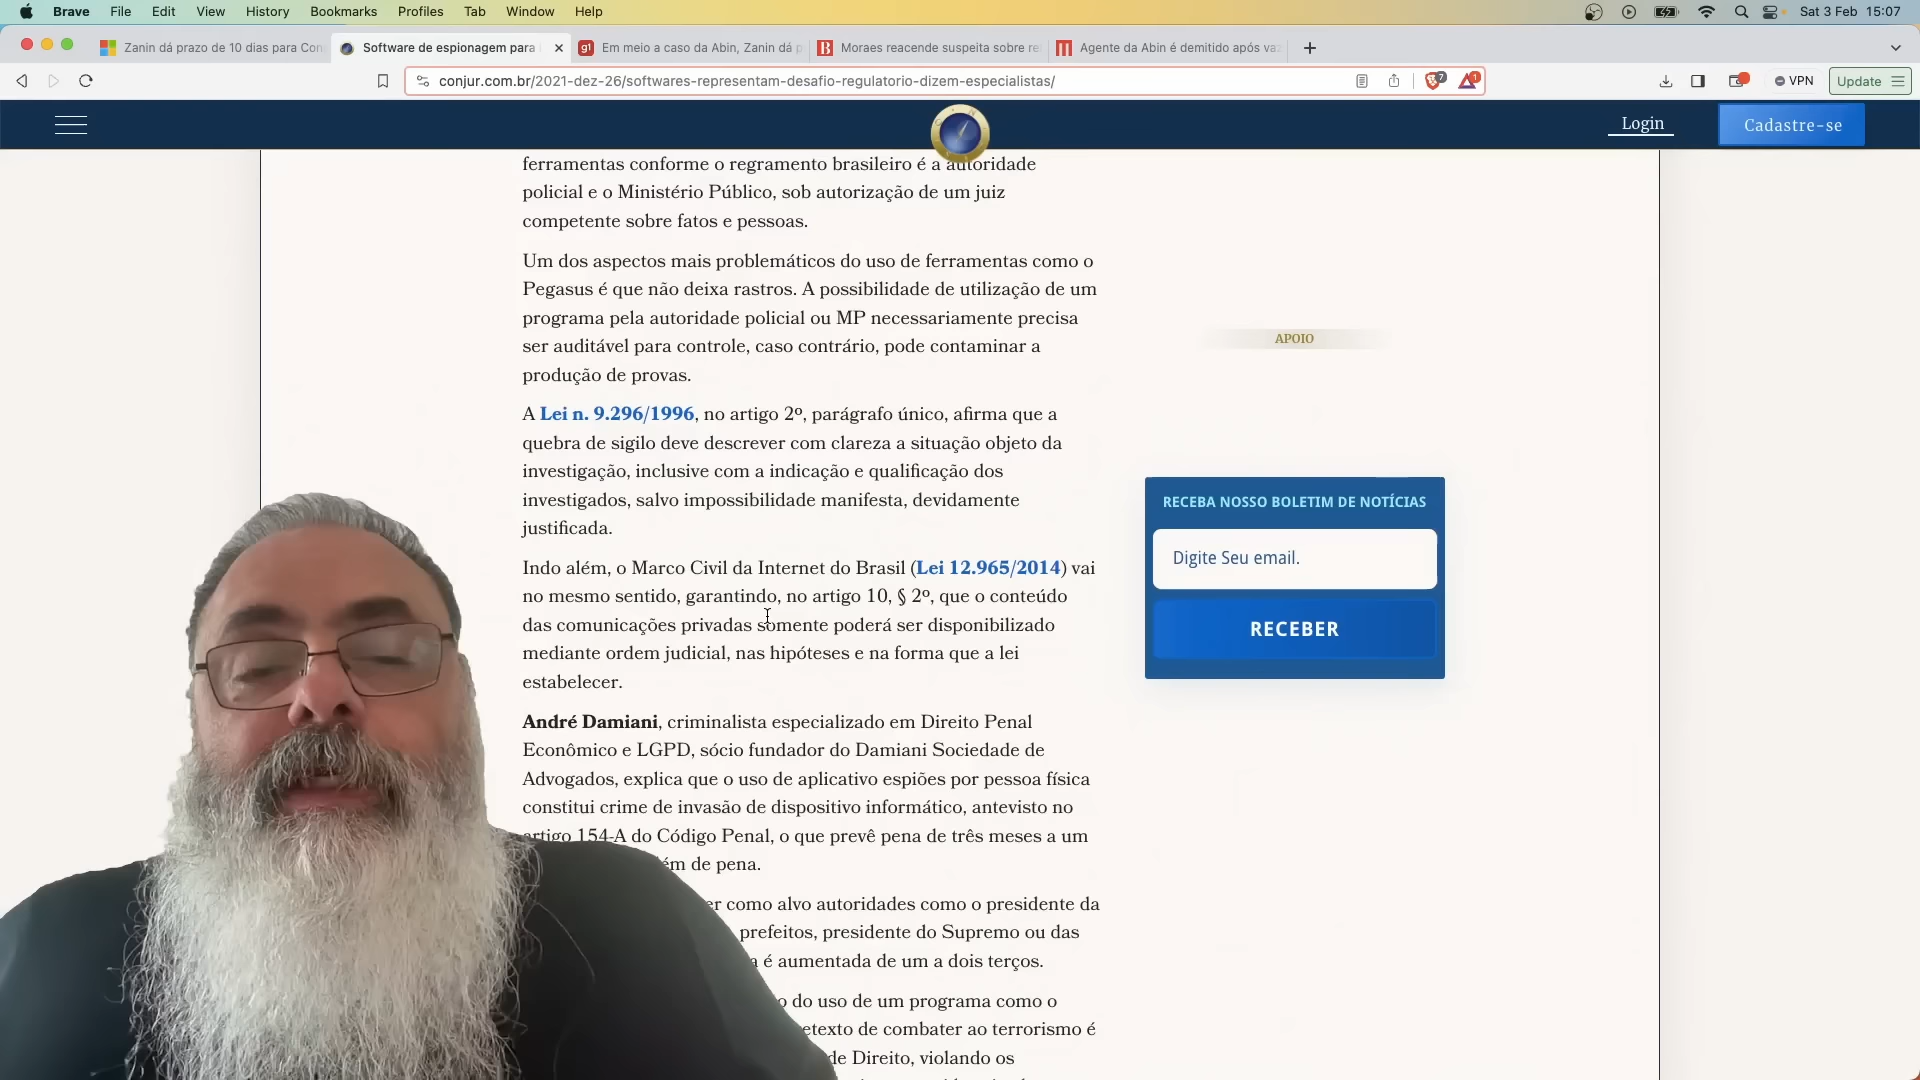 Brave File Edit View History Bookmarks Profiles Tab Window Help Sat 3 Feb 15:07
Zanin dá prazo de 10 dias para Con
Software de espionagem para
g1 Em meio a caso da Abin, Zanin dá p
B Moraes reacende suspeita sobre re
Agente da Abin é demitido após vaz
conjur.com.br/2021-dez-26/softwares-representam-desafio-regulatorio-dizem-especialistas/
7
1
VPN
Update
Login
Cadastre-se
ferramentas conforme o regramento brasileiro é a autoridade
policial e o Ministério Público, sob autorização de um juiz
competente sobre fatos e pessoas.
Um dos aspectos mais problemáticos do uso de ferramentas como o
Pegasus é que não deixa rastros. A possibilidade de utilização de um
programa pela autoridade policial ou MP necessariamente precisa
ser auditável para controle, caso contrário, pode contaminar a
produção de provas.
A Lei n. 9.296/1996, no artigo 2º, parágrafo único, afirma que a
quebra de sigilo deve descrever com clareza a situação objeto da
investigação, inclusive com a indicação e qualificação dos
investigados, salvo impossibilidade manifesta, devidamente
justificada.
Indo além, o Marco Civil da Internet do Brasil (Lei 12.965/2014) vai
no mesmo sentido, garantindo, no artigo 10, § 2º, que o conteúdo
das comunicações privadas somente poderá ser disponibilizado
mediante ordem judicial, nas hipóteses e na forma que a lei
estabelecer.
André Damiani, criminalista especializado em Direito Penal
Econômico e LGPD, sócio fundador do Damiani Sociedade de
Advogados, explica que o uso de aplicativo espiões por pessoa física
constitui crime de invasão de dispositivo informático, antevisto no
artigo 154-A do Código Penal, o que prevê pena de três meses a um
de pena.
como alvo autoridades como o presidente da
prefeitos, presidente do Supremo ou das
é aumentada de um a dois terços.
do uso de um programa como o
de combater ao terrorismo é
de Direito, violando os
APOIO
RECEBA NOSSO BOLETIM DE NOTÍCIAS
Digite Seu email.
RECEBER